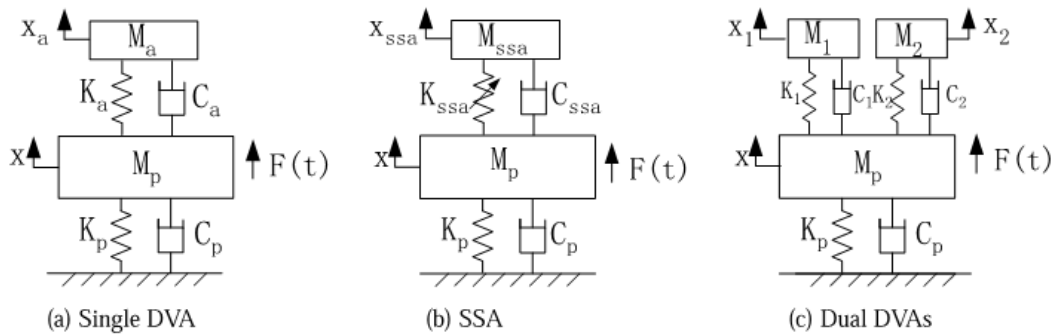 x_a M_a
K_a C_a
x M_p F(t)
K_p C_p
(a) Single DVA
x_ssa M_ssa
K_ssa C_ssa
x M_p F(t)
K_p C_p
(b) SSA
x_1 M_1 M_2 x_2
K_1 C_1 K_2 C_2
x M_p F(t)
K_p C_p
(c) Dual DVAs